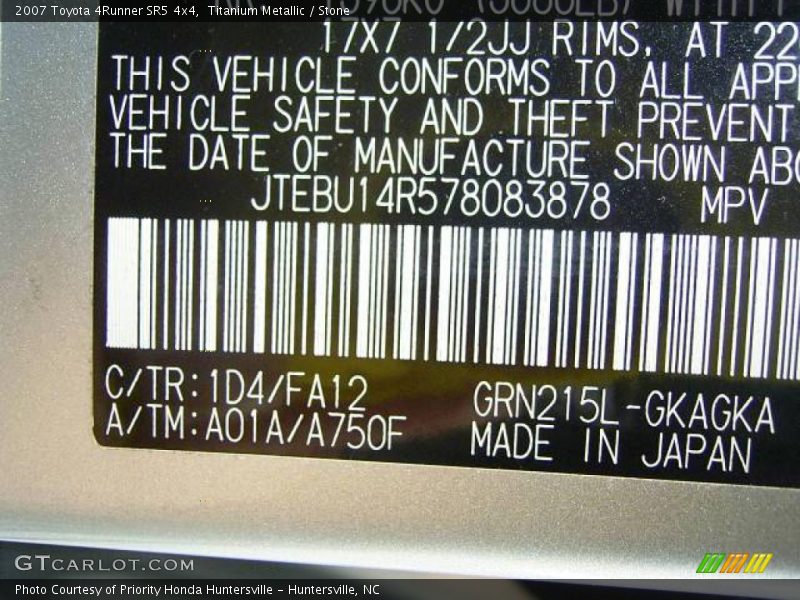 2007 Toyota 4Runner SR5 4x4, Titanium Metallic / Stone
17X7 1/2JJ RIMS, AT 22
THIS VEHICLE CONFORMS TO ALL APP
VEHICLE SAFETY AND THEFT PREVENT
THE DATE OF MANUFACTURE SHOWN ABO
JTEBU14R578083878 MPV
C/TR:1D4/FA12 GRN215L-GKAGKA
A/TM:A01A/A750F MADE IN JAPAN
GTCARLOT.COM
Photo Courtesy of Priority Honda Huntersville - Huntersville, NC